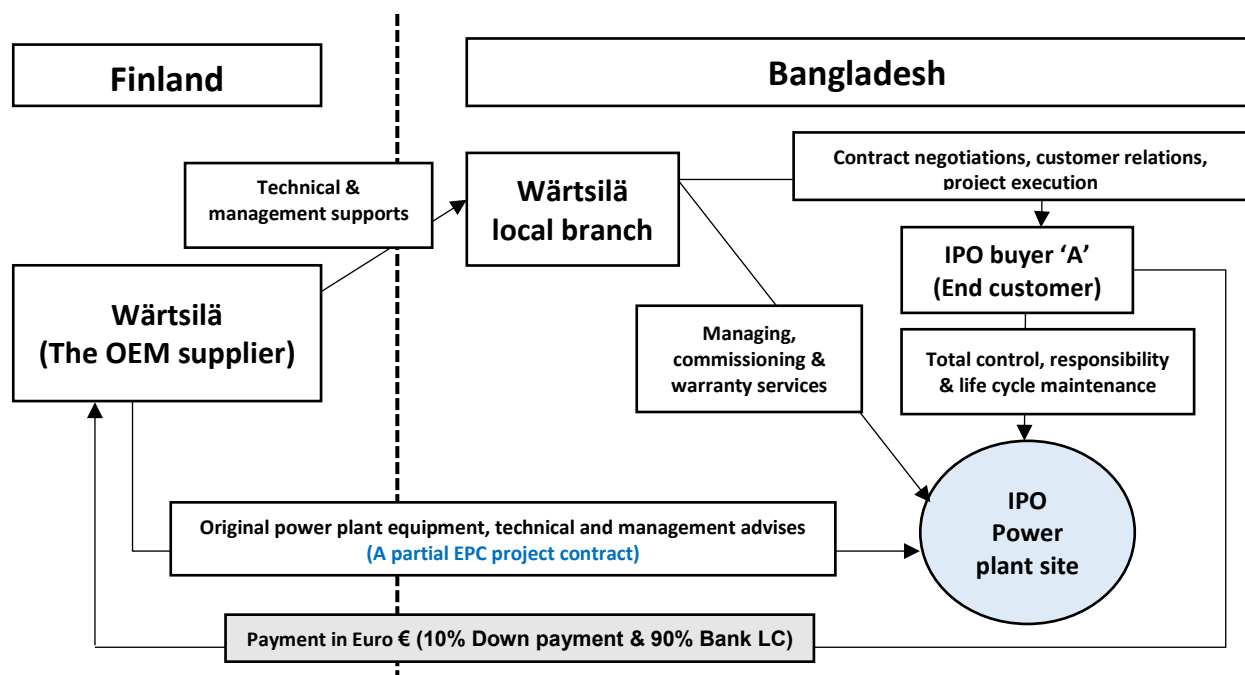 Finland
Bangladesh
Technical &
management supports
Wärtsilä
local branch
Contract negotiations, customer relations,
project execution
IPO buyer ‘A’
(End customer)
Wärtsilä
(The OEM supplier)
Managing,
commissioning &
warranty services
Total control, responsibility
& life cycle maintenance
IPO
Power
plant site
Original power plant equipment, technical and management advises
(A partial EPC project contract)
Payment in Euro € (10% Down payment & 90% Bank LC)